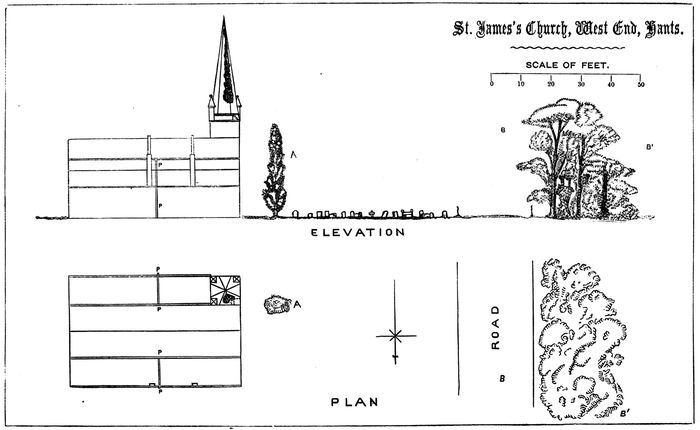 St. James's Church, West End, Hants.
SCALE OF FEET.
0 10 20 30 40 50
B
B'
A
P
P
ELEVATION
P
P
A
P
P
ROAD
B
B'
PLAN